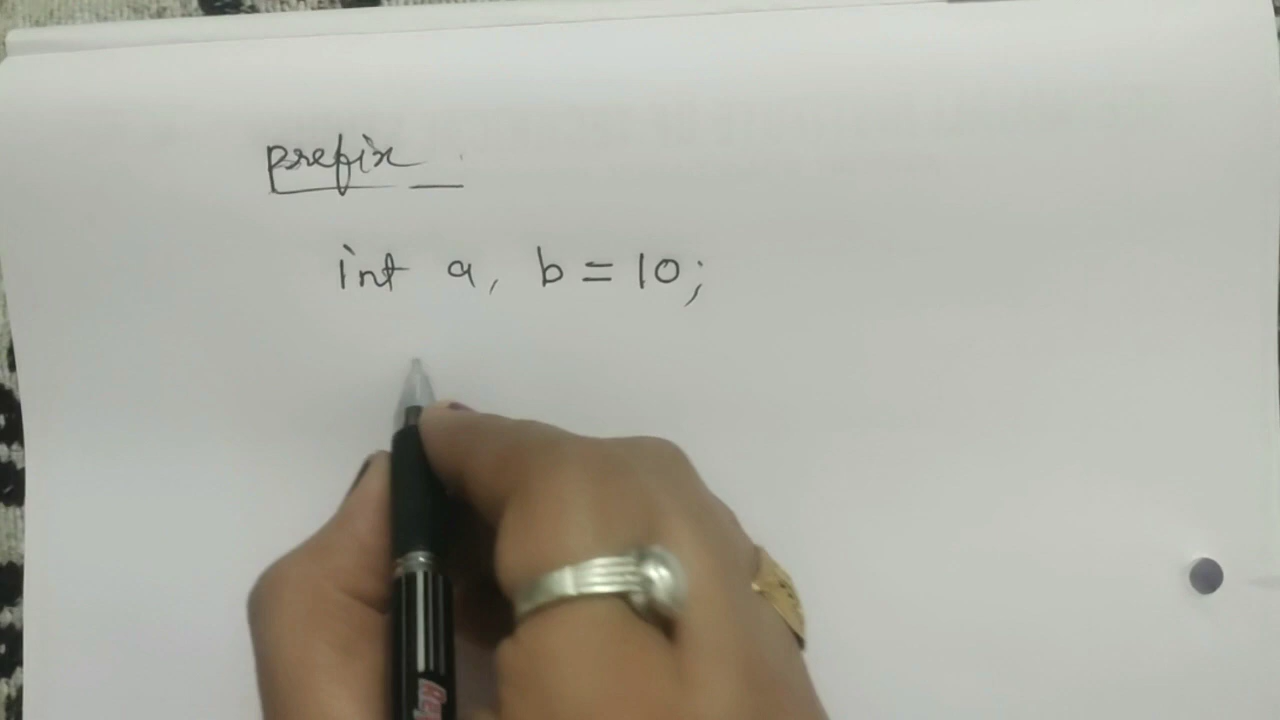 prefix
int a, b = 10;